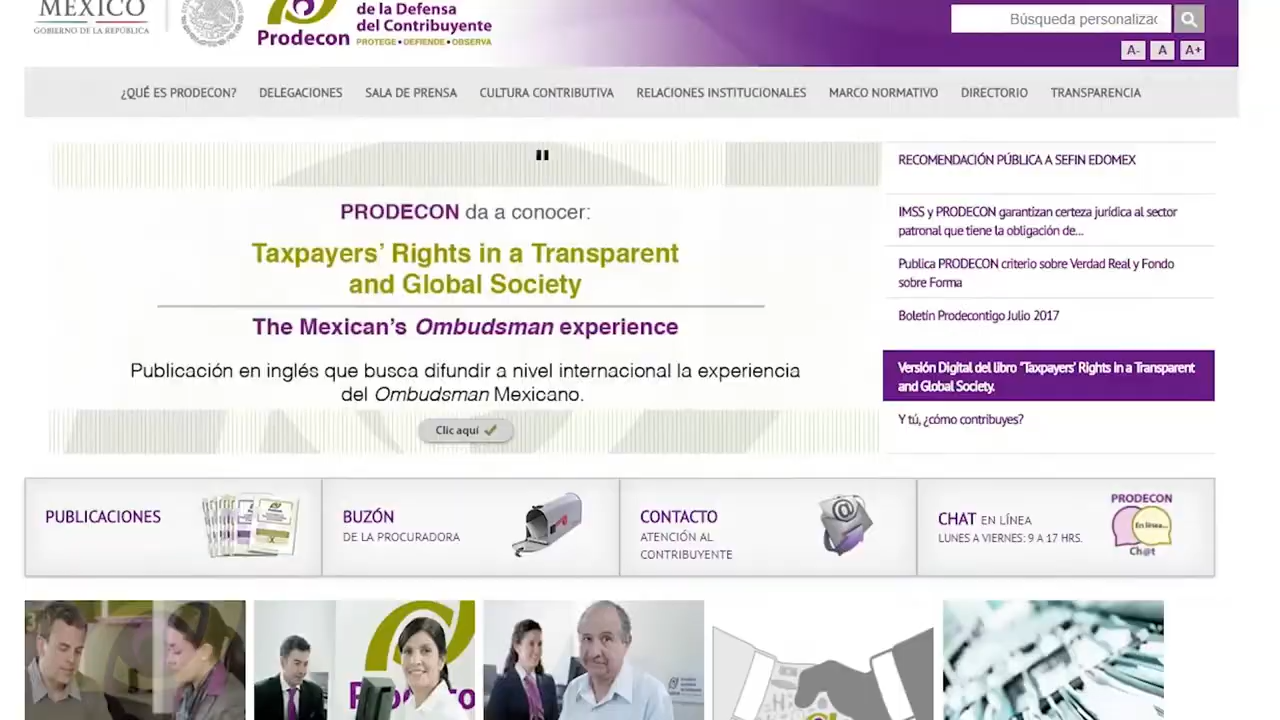 MÉXICO
GOBIERNO DE LA REPÚBLICA
Prodecon
de la Defensa
del Contribuyente
PROTEGE • DEFIENDE • OBSERVA
Búsqueda personalizac
A- A A+
¿QUÉ ES PRODECON? DELEGACIONES SALA DE PRENSA CULTURA CONTRIBUTIVA RELACIONES INSTITUCIONALES MARCO NORMATIVO DIRECTORIO TRANSPARENCIA
PRODECON da a conocer:
Taxpayers’ Rights in a Transparent
and Global Society
The Mexican’s Ombudsman experience
Publicación en inglés que busca difundir a nivel internacional la experiencia
del Ombudsman Mexicano.
Clic aquí
RECOMENDACIÓN PÚBLICA A SEFIN EDOMEX
IMSS y PRODECON garantizan certeza jurídica al sector
patronal que tiene la obligación de...
Publica PRODECON criterio sobre Verdad Real y Fondo
sobre Forma
Boletín Prodecontigo Julio 2017
Versión Digital del libro "Taxpayers' Rights in a Transparent
and Global Society.
Y tú, ¿cómo contribuyes?
PUBLICACIONES
BUZÓN
DE LA PROCURADORA
CONTACTO
ATENCIÓN AL
CONTRIBUYENTE
CHAT EN LÍNEA
LUNES A VIERNES: 9 A 17 HRS.
PRODECON
En línea...
Ch@t